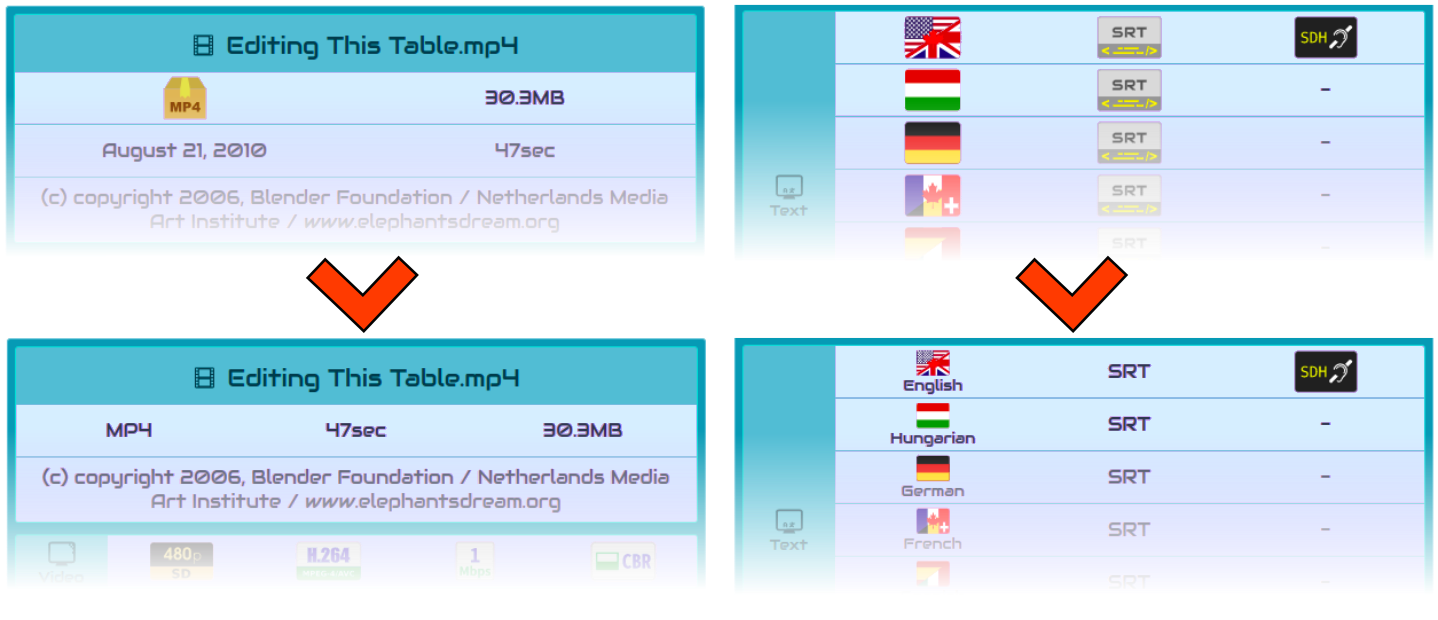 Editing This Table.mp4
MP4 30.3MB
August 21, 2010 47sec
(c) copyright 2006, Blender Foundation / Netherlands Media
Art Institute / www.elephantsdream.org
SRT SDH
SRT -
SRT -
Text SRT -
SRT -
Editing This Table.mp4
MP4 47sec 30.3MB
(c) copyright 2006, Blender Foundation / Netherlands Media
Art Institute / www.elephantsdream.org
Video 480p SD H.264 1 Mbps CBR
English SRT SDH
Hungarian SRT -
German SRT -
Text French SRT -
SRT -